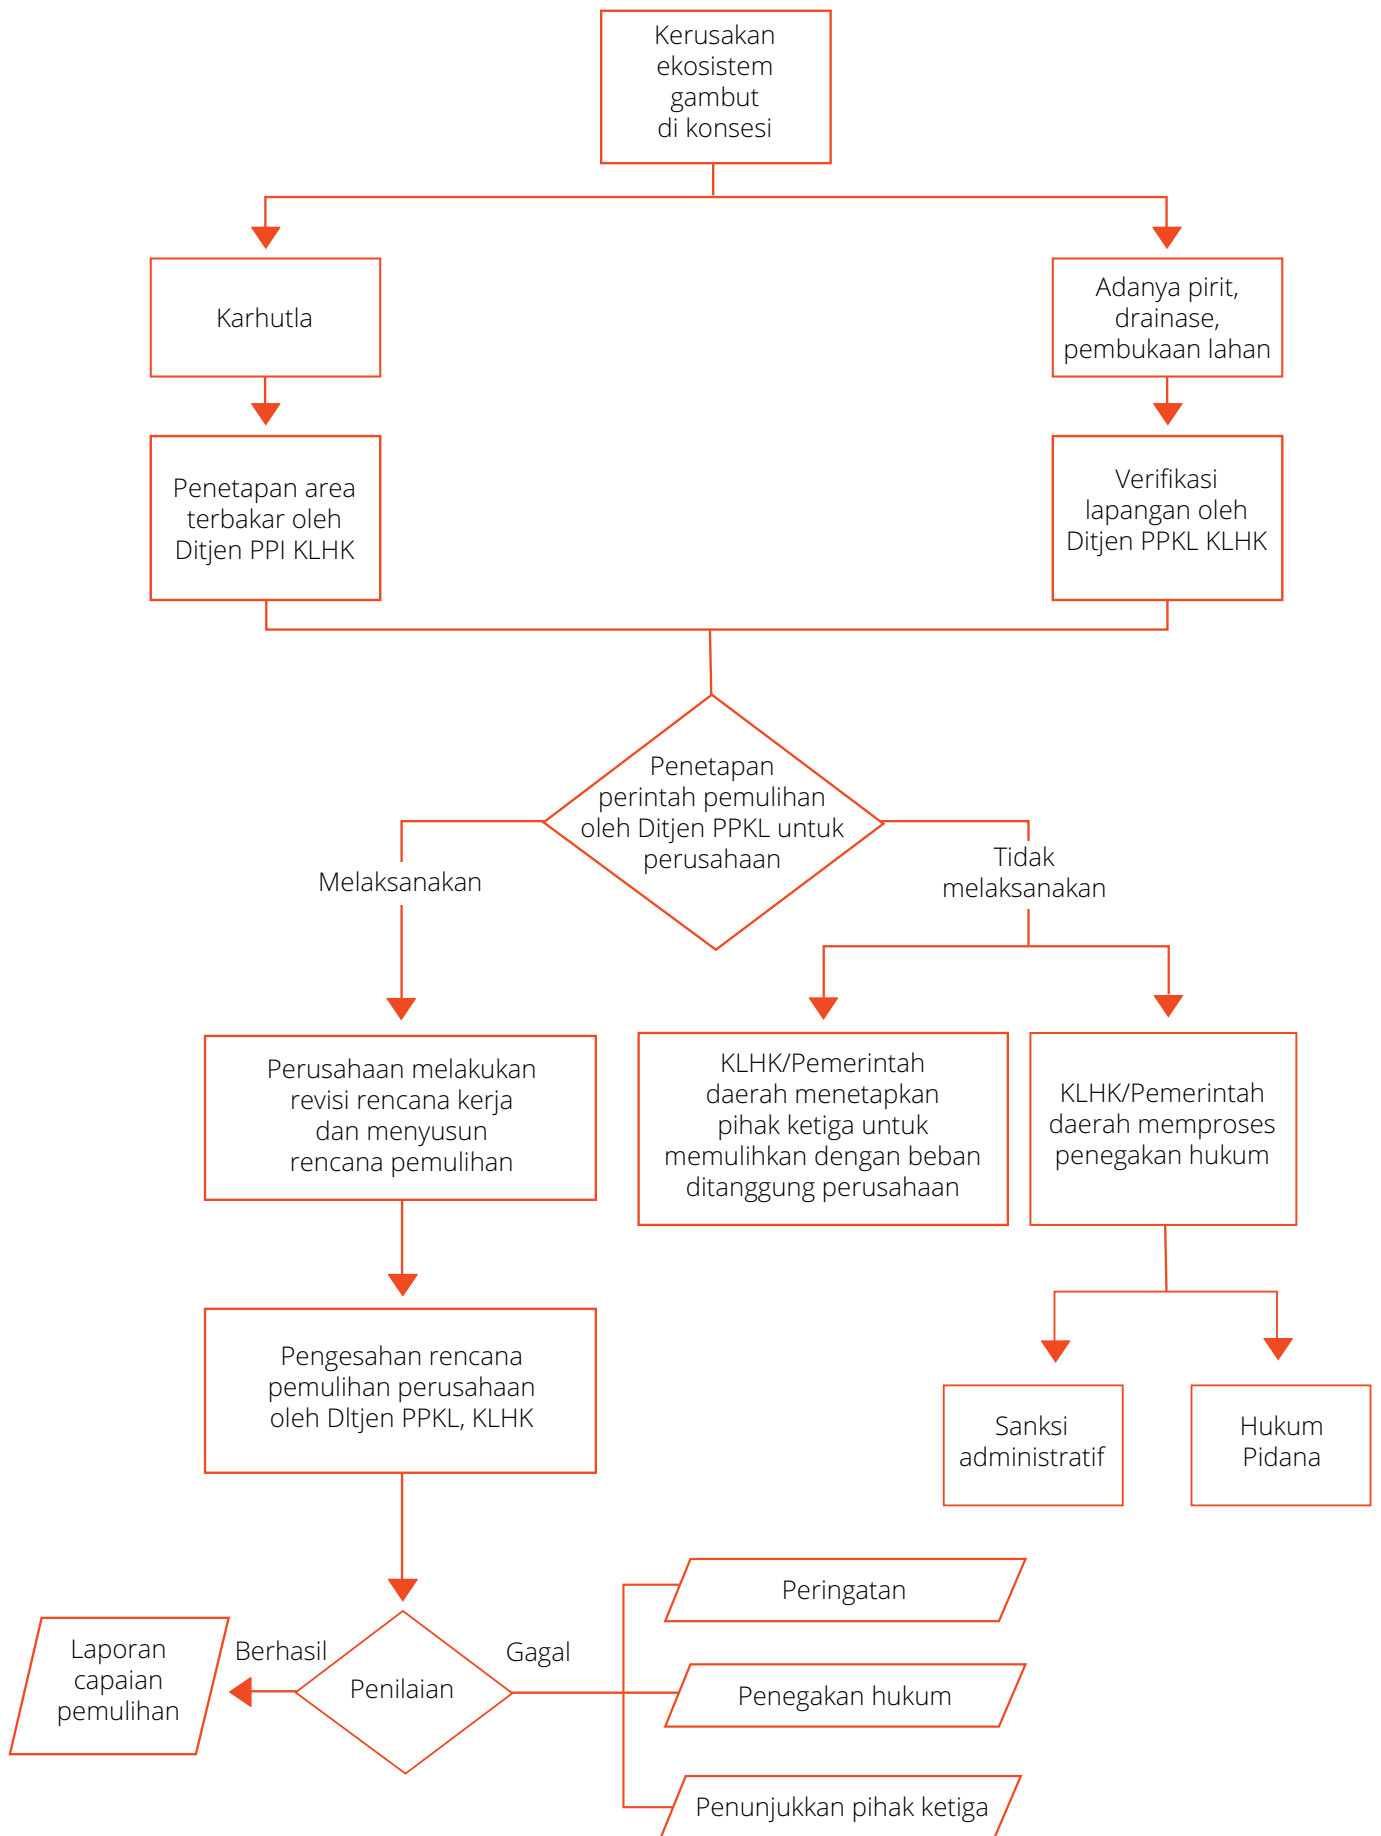 Kerusakan
ekosistem
gambut
di konsesi
Karhutla
Adanya pirit,
drainase,
pembukaan lahan
Penetapan area
terbakar oleh
Ditjen PPI KLHK
Verifikasi
lapangan oleh
Ditjen PPKL KLHK
Penetapan
perintah pemulihan
oleh Ditjen PPKL untuk
perusahaan
Melaksanakan
Tidak
melaksanakan
Perusahaan melakukan
revisi rencana kerja
dan menyusun
rencana pemulihan
KLHK/Pemerintah
daerah menetapkan
pihak ketiga untuk
memulihkan dengan beban
ditanggung perusahaan
KLHK/Pemerintah
daerah memproses
penegakan hukum
Pengesahan rencana
pemulihan perusahaan
oleh DItjen PPKL, KLHK
Sanksi
administratif
Hukum
Pidana
Laporan
capaian
pemulihan
Berhasil
Penilaian
Gagal
Peringatan
Penegakan hukum
Penunjukkan pihak ketiga